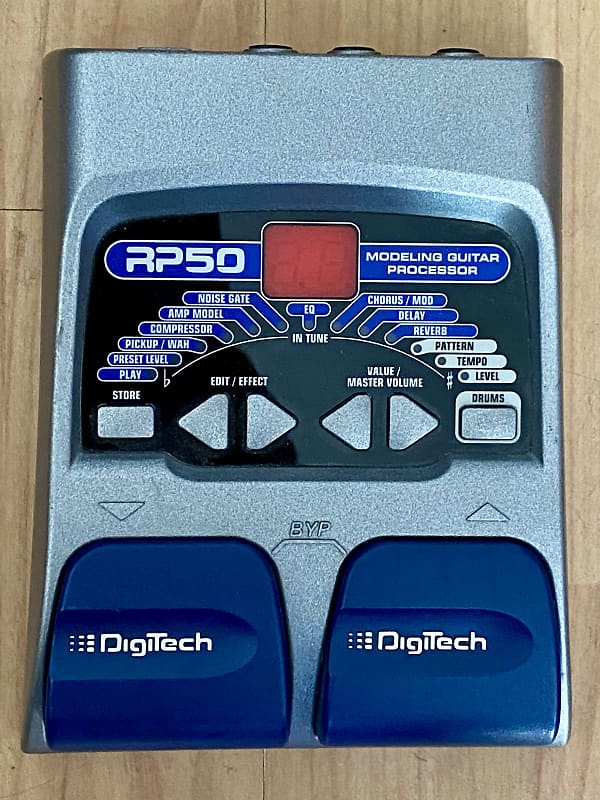 RP50
MODELING GUITAR
PROCESSOR
NOISE GATE
EQ
CHORUS / MOD
AMP MODEL
DELAY
COMPRESSOR
REVERB
IN TUNE
PICKUP / WAH
PATTERN
PRESET LEVEL
TEMPO
PLAY
♭
♯
LEVEL
STORE
EDIT / EFFECT
VALUE /
MASTER VOLUME
DRUMS
BYP
DigiTech
DigiTech